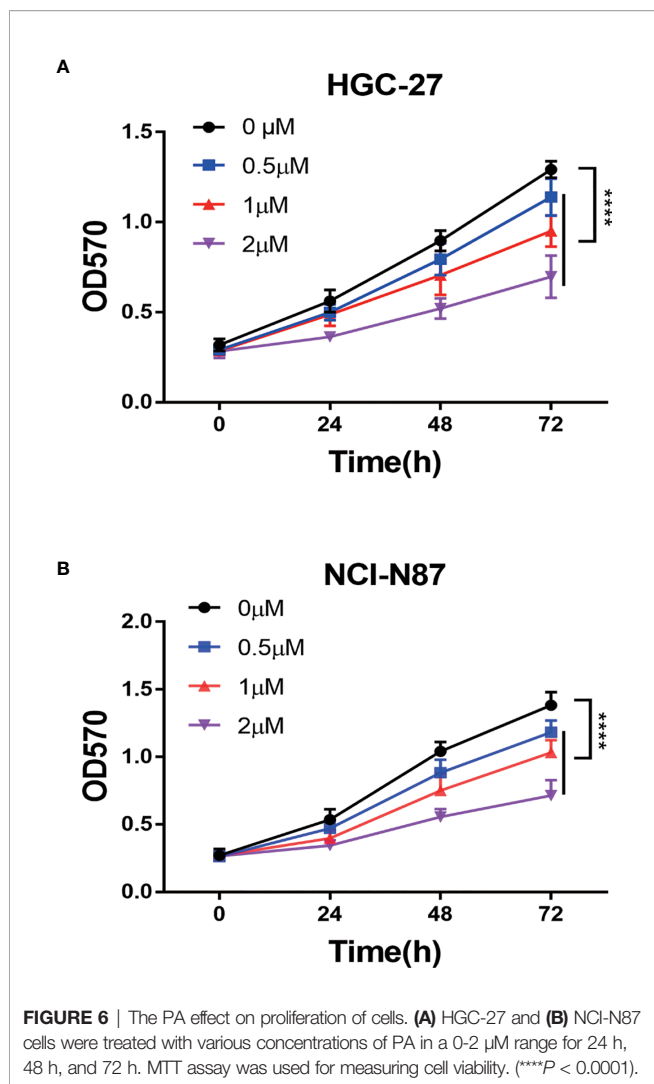 A
HGC-27
0 µM
0.5µM
1µM
2µM
1.5
1.0
0.5
0.0
OD570
0 24 48 72
Time(h)
****
B
NCI-N87
0µM
0.5µM
1µM
2µM
2.0
1.5
1.0
0.5
0.0
OD570
0 24 48 72
Time(h)
****
FIGURE 6 | The PA effect on proliferation of cells. (A) HGC-27 and (B) NCI-N87
cells were treated with various concentrations of PA in a 0-2 µM range for 24 h,
48 h, and 72 h. MTT assay was used for measuring cell viability. (****P < 0.0001).